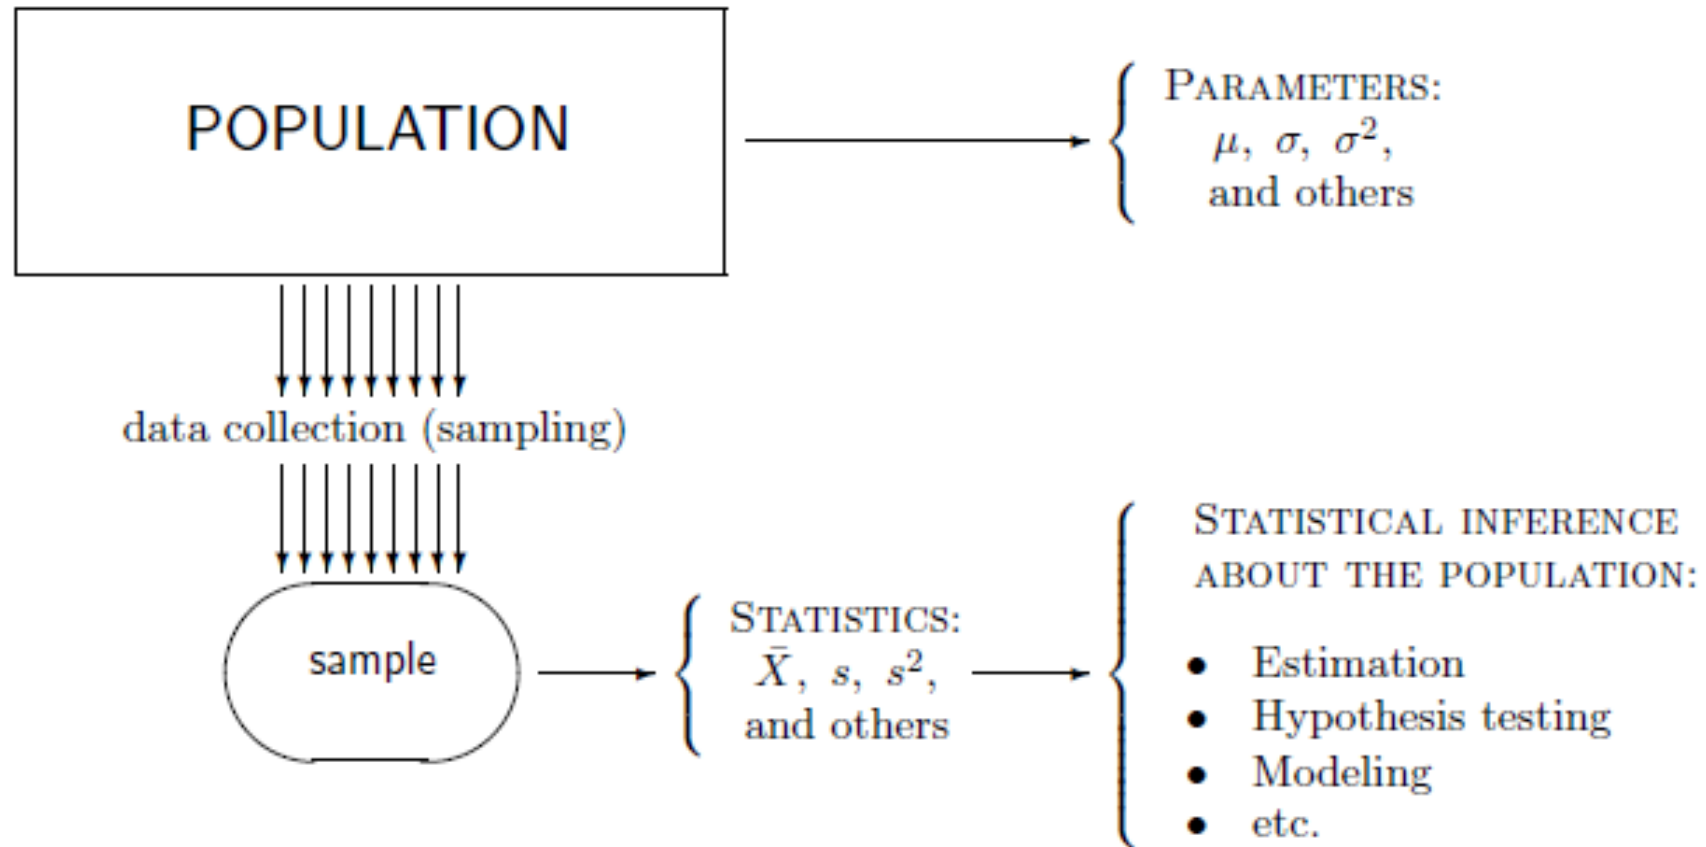 POPULATION
PARAMETERS:
μ, σ, σ²,
and others
data collection (sampling)
sample
STATISTICS:
X̄, s, s²,
and others
STATISTICAL INFERENCE
ABOUT THE POPULATION:
• Estimation
• Hypothesis testing
• Modeling
• etc.